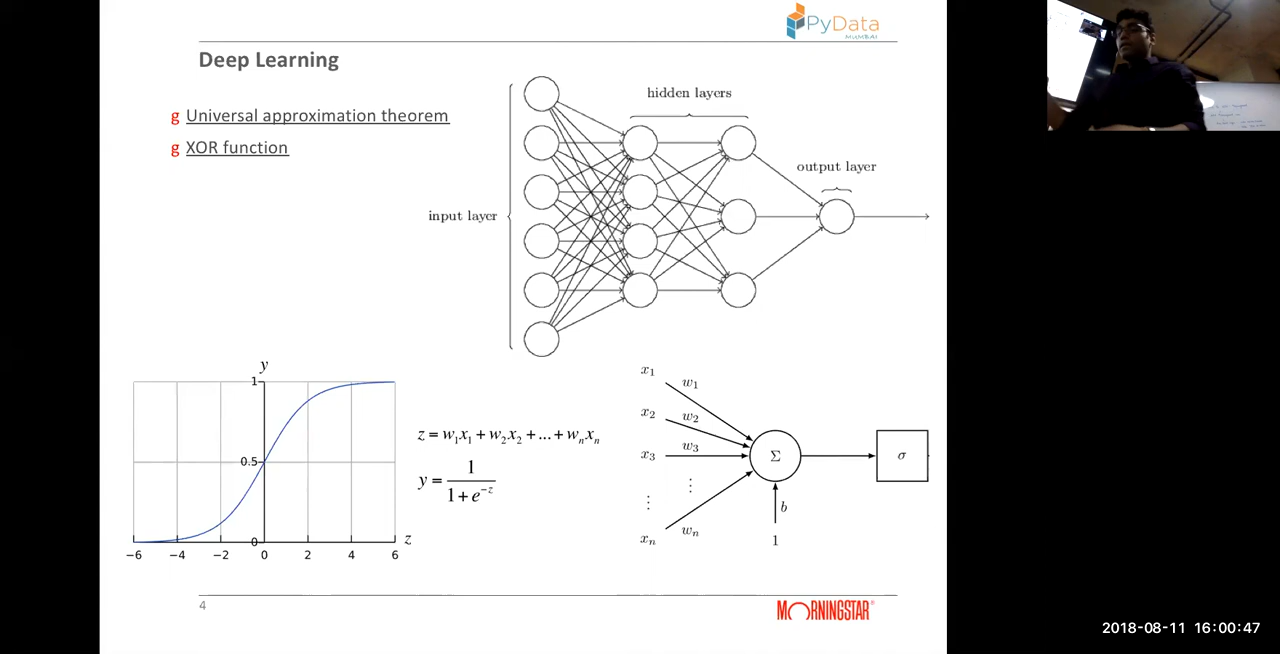 PyData
MUMBAI
Deep Learning
g Universal approximation theorem
g XOR function
hidden layers
output layer
input layer
y
1
0.5
0
−6 −4 −2 0 2 4 6
z
z = w₁x₁ + w₂x₂ + ... + wₙxₙ
y = 1 / (1 + e⁻ᶻ)
x₁ w₁
x₂ w₂
x₃ w₃
⋮ ⋮
xₙ wₙ
Σ
σ
b
1
4
MORNINGSTAR®
2018-08-11 16:00:47